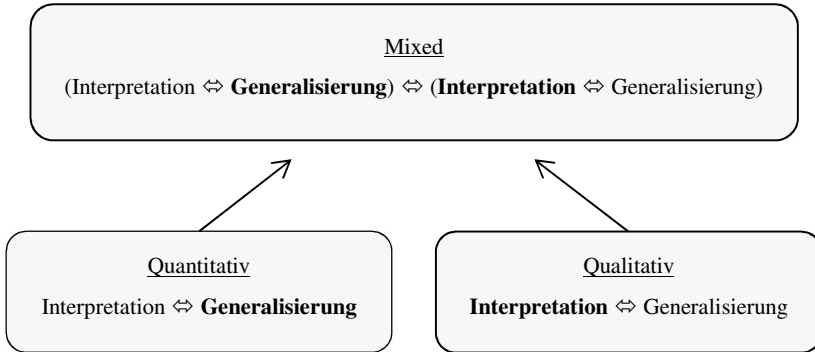 Mixed
(Interpretation ⇔ Generalisierung) ⇔ (Interpretation ⇔ Generalisierung)
Quantitativ
Interpretation ⇔ Generalisierung
Qualitativ
Interpretation ⇔ Generalisierung